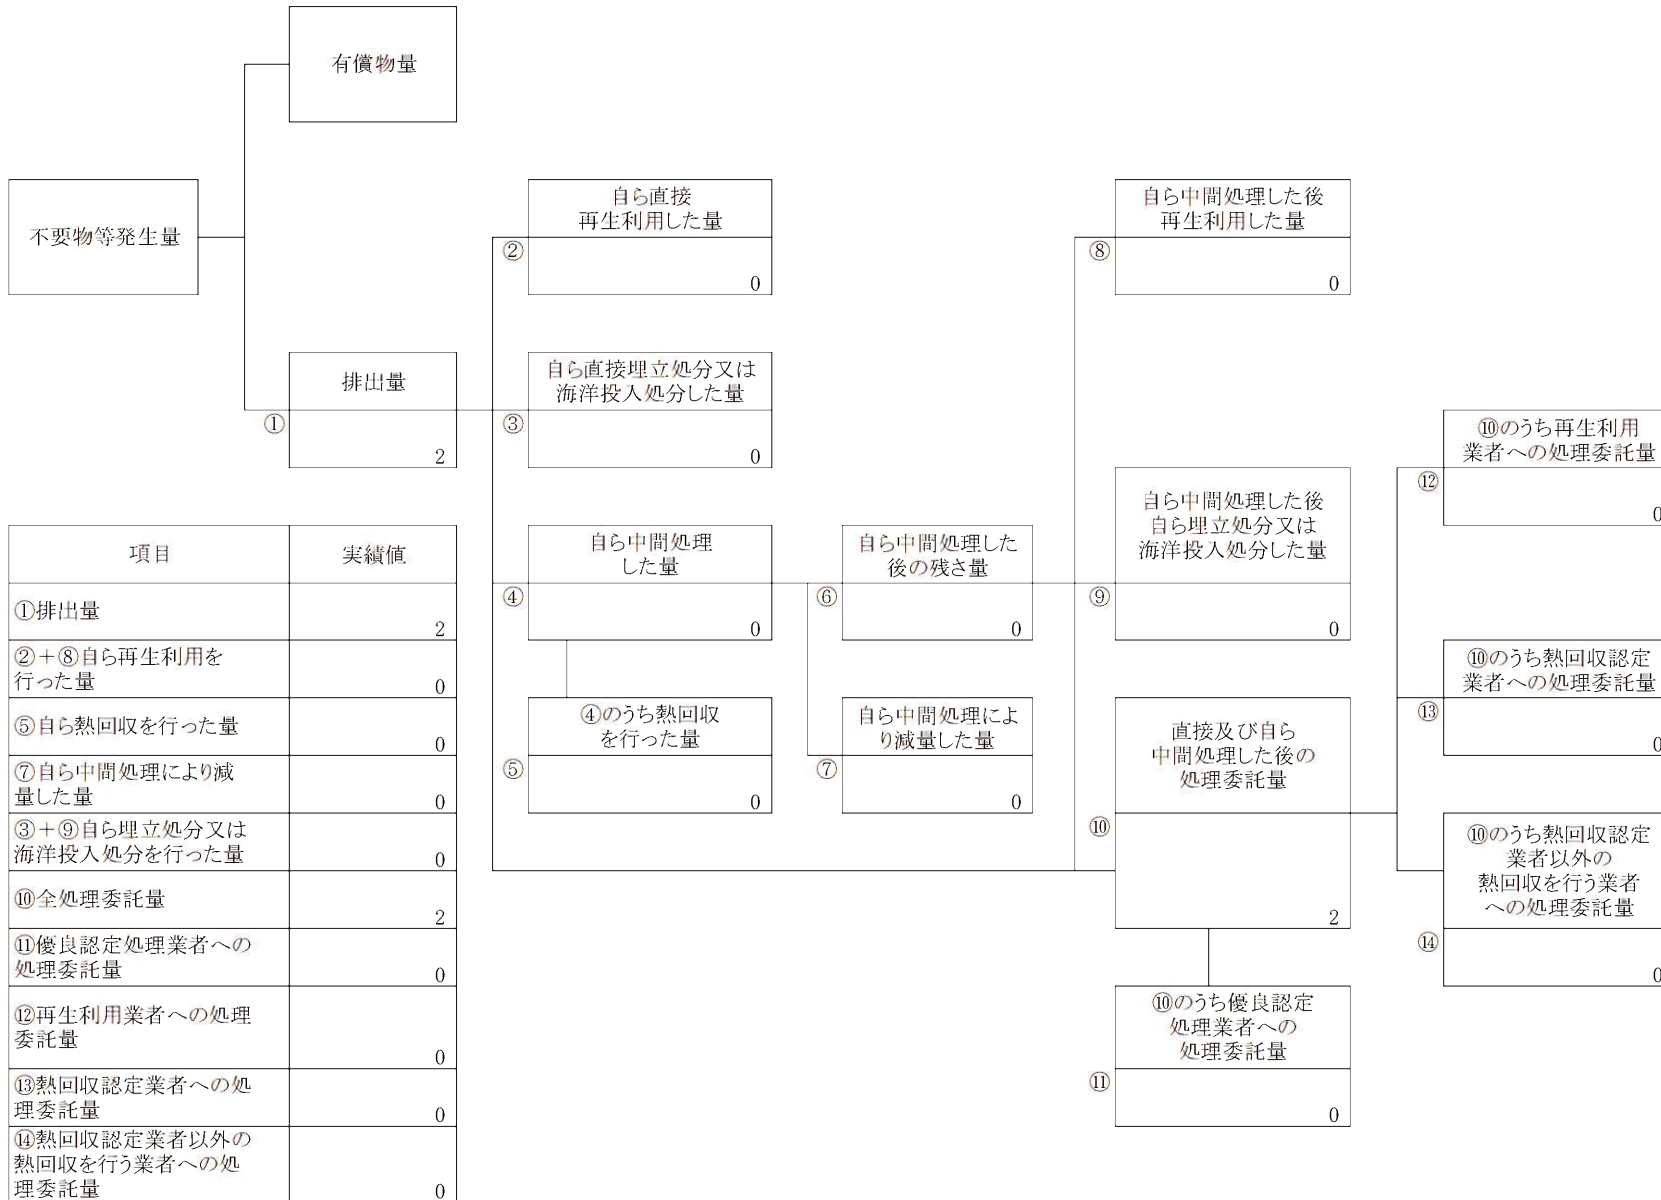 有償物量
不要物等発生量
自ら直接
再生利用した量
②
0
自ら中間処理した後
再生利用した量
⑧
0
排出量
①
2
自ら直接埋立処分又は
海洋投入処分した量
③
0
⑩のうち再生利用
業者への処理委託量
⑫
0
自ら中間処理した後
自ら埋立処分又は
海洋投入処分した量
⑨
0
自ら中間処理
した量
④
0
自ら中間処理した
後の残さ量
⑥
0
⑩のうち熱回収認定
業者への処理委託量
⑬
0
④のうち熱回収
を行った量
⑤
0
自ら中間処理によ
り減量した量
⑦
0
直接及び自ら
中間処理した後の
処理委託量
⑩
2
⑩のうち熱回収認定
業者以外の
熱回収を行う業者
への処理委託量
⑭
0
⑩のうち優良認定
処理業者への
処理委託量
⑪
0
項目 実績値
①排出量
2
②+⑧自ら再生利用を
行った量
0
⑤自ら熱回収を行った量
0
⑦自ら中間処理により減
量した量
0
③+⑨自ら埋立処分又は
海洋投入処分を行った量
0
⑩全処理委託量
2
⑪優良認定処理業者への
処理委託量
0
⑫再生利用業者への処理
委託量
0
⑬熱回収認定業者への処
理委託量
0
⑭熱回収認定業者以外の
熱回収を行う業者への処
理委託量
0